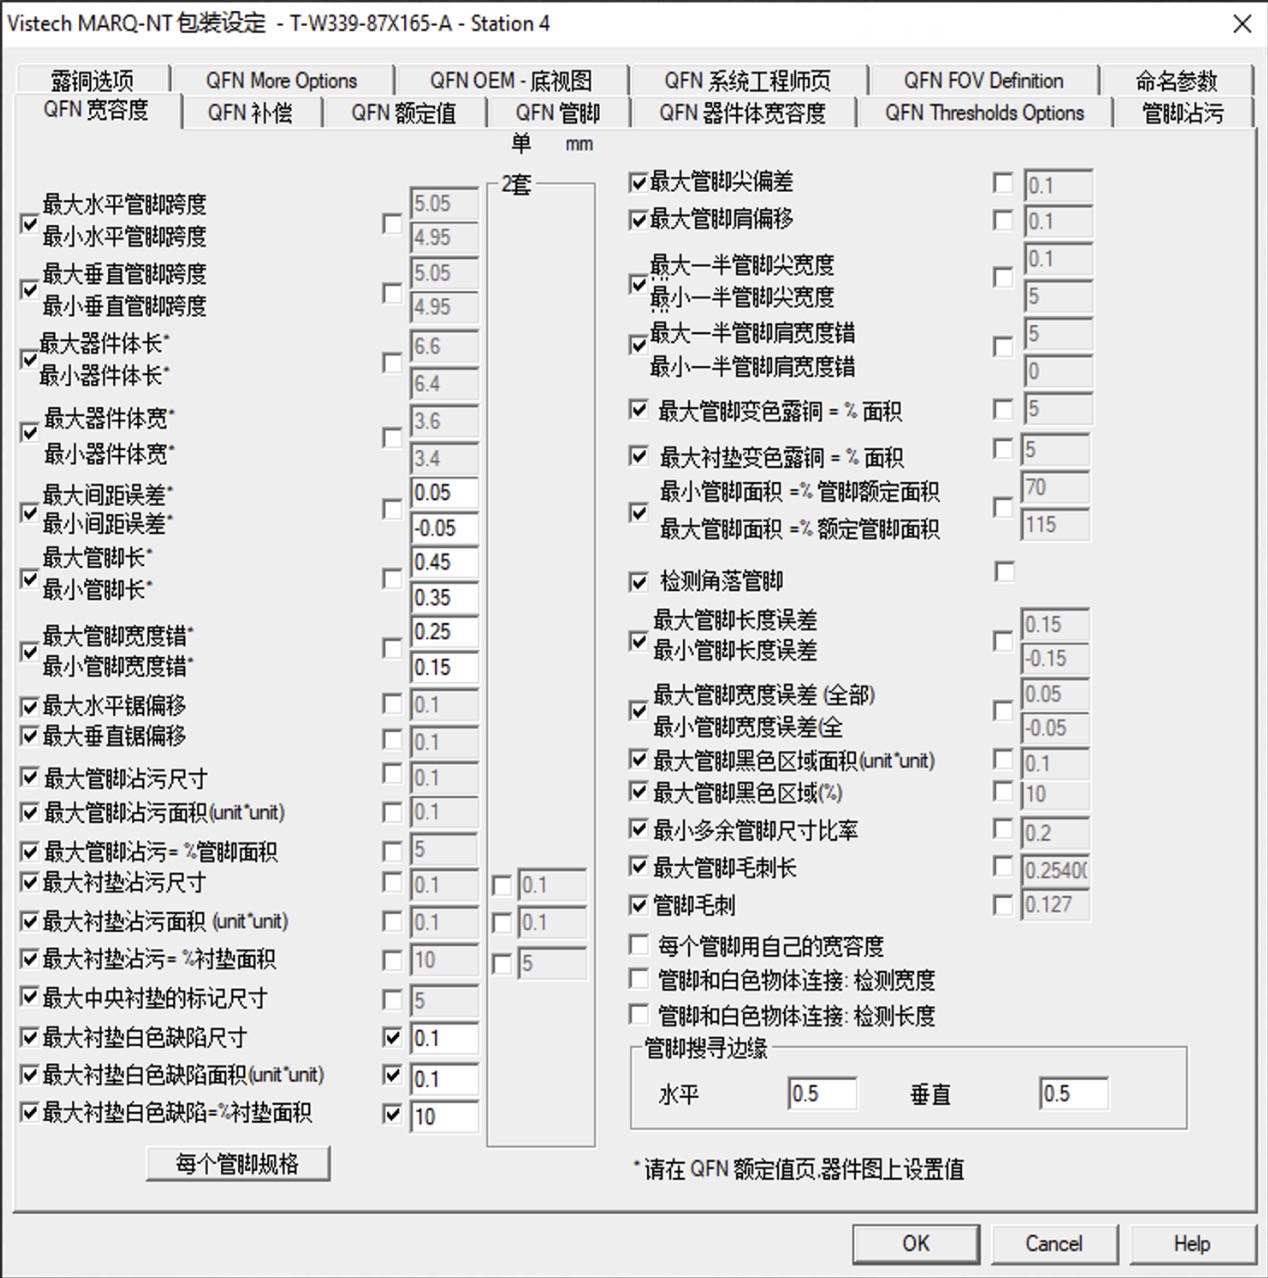 Vistech MARQ-NT 包装设定 - T-W339-87X165-A - Station 4
露铜选项 QFN More Options QFN OEM - 底视图 QFN 系统工程师页 QFN FOV Definition 命名参数
QFN 宽容度 QFN 补偿 QFN 额定值 QFN 管脚 QFN 器件体宽容度 QFN Thresholds Options 管脚沾污
单 mm
2套
最大水平管脚跨度 5.05
最小水平管脚跨度 4.95
最大垂直管脚跨度 5.05
最小垂直管脚跨度 4.95
最大器件体长* 6.6
最小器件体长* 6.4
最大器件体宽* 3.6
最小器件体宽* 3.4
最大间距误差* 0.05
最小间距误差* -0.05
最大管脚长* 0.45
最小管脚长* 0.35
最大管脚宽度错* 0.25
最小管脚宽度错* 0.15
最大水平锯偏移 0.1
最大垂直锯偏移 0.1
最大管脚沾污尺寸 0.1
最大管脚沾污面积(unit*unit) 0.1
最大管脚沾污= %管脚面积 5
最大衬垫沾污尺寸 0.1 0.1
最大衬垫沾污面积 (unit*unit) 0.1 0.1
最大衬垫沾污= %衬垫面积 10 5
最大中央衬垫的标记尺寸 5
最大衬垫白色缺陷尺寸 0.1
最大衬垫白色缺陷面积(unit*unit) 0.1
最大衬垫白色缺陷=%衬垫面积 10
每个管脚规格
最大管脚尖偏差 0.1
最大管脚肩偏移 0.1
最大一半管脚尖宽度 0.1
最小一半管脚尖宽度 5
最大一半管脚肩宽度错 5
最小一半管脚肩宽度错 0
最大管脚变色露铜 = % 面积 5
最大衬垫变色露铜 = % 面积 5
最小管脚面积 =% 管脚额定面积 70
最大管脚面积 =% 额定管脚面积 115
检测角落管脚
最大管脚长度误差 0.15
最小管脚长度误差 -0.15
最大管脚宽度误差 (全部) 0.05
最小管脚宽度误差(全 -0.05
最大管脚黑色区域面积(unit*unit) 0.1
最大管脚黑色区域(%) 10
最小多余管脚尺寸比率 0.2
最大管脚毛刺长 0.2540
管脚毛刺 0.127
每个管脚用自己的宽容度
管脚和白色物体连接: 检测宽度
管脚和白色物体连接: 检测长度
管脚搜寻边缘
水平 0.5 垂直 0.5
* 请在 QFN 额定值页,器件图上设置值
OK Cancel Help